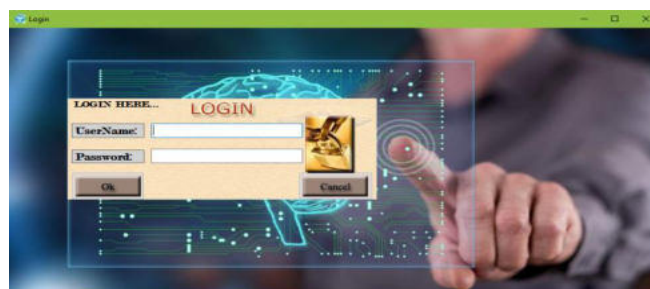 Login
LOGIN HERE...
LOGIN
UserName:
Password:
Ok
Cancel